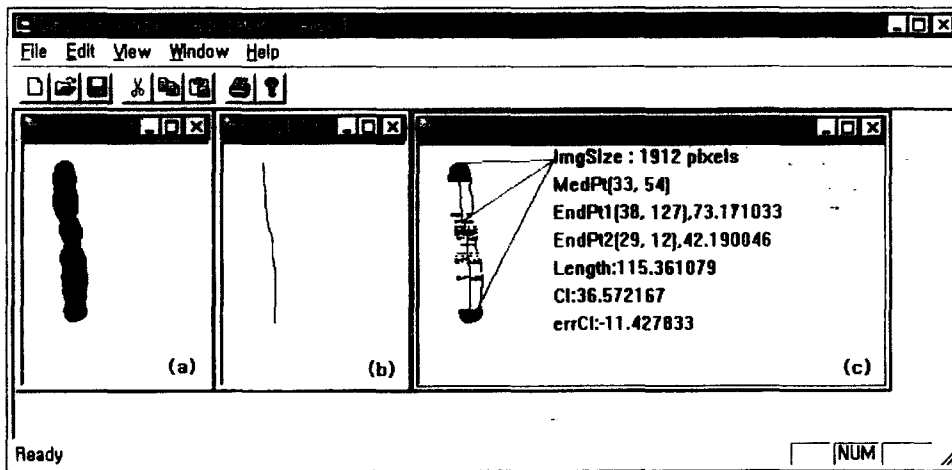 File Edit View Window Help
ImgSize : 1912 pixels
MedPt(33, 54)
EndPt1(38, 127),73.171033
EndPt2(29, 12),42.190046
Length:115.361079
CI:36.572167
errCI:-11.427833
(a)
(b)
(c)
Ready
NUM